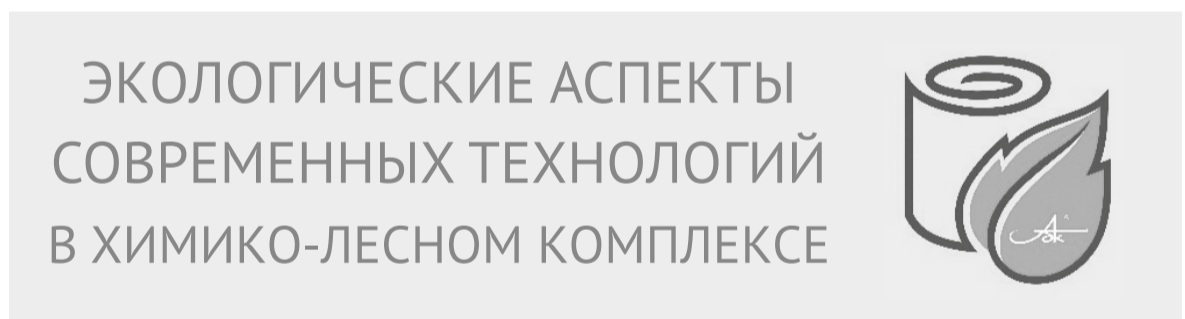 ЭКОЛОГИЧЕСКИЕ АСПЕКТЫ
СОВРЕМЕННЫХ ТЕХНОЛОГИЙ
В ХИМИКО-ЛЕСНОМ КОМПЛЕКСЕ